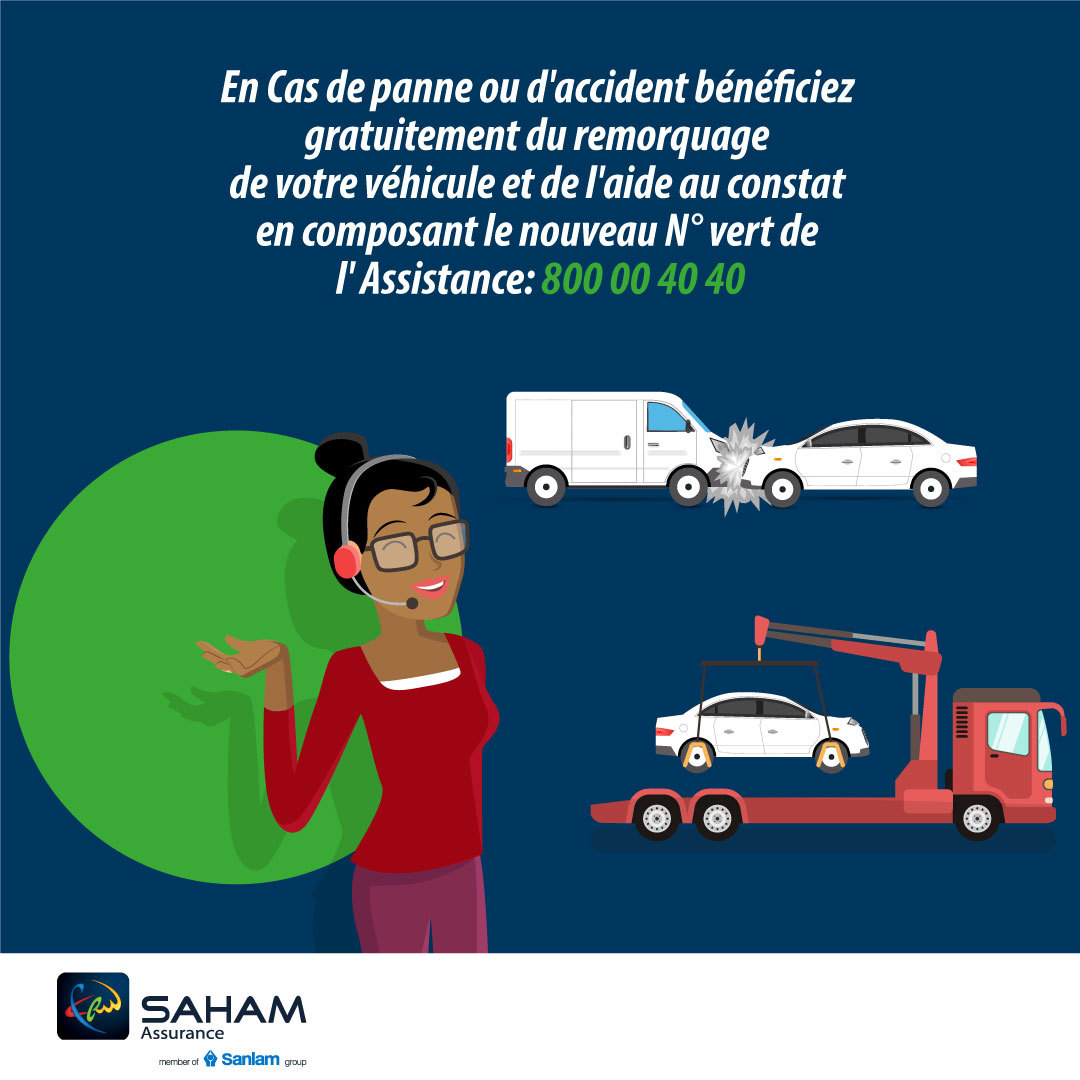 En Cas de panne ou d'accident bénéficiez
gratuitement du remorquage
de votre véhicule et de l'aide au constat
en composant le nouveau N° vert de
l' Assistance: 800 00 40 40
SAHAM
Assurance
member of Sanlam group